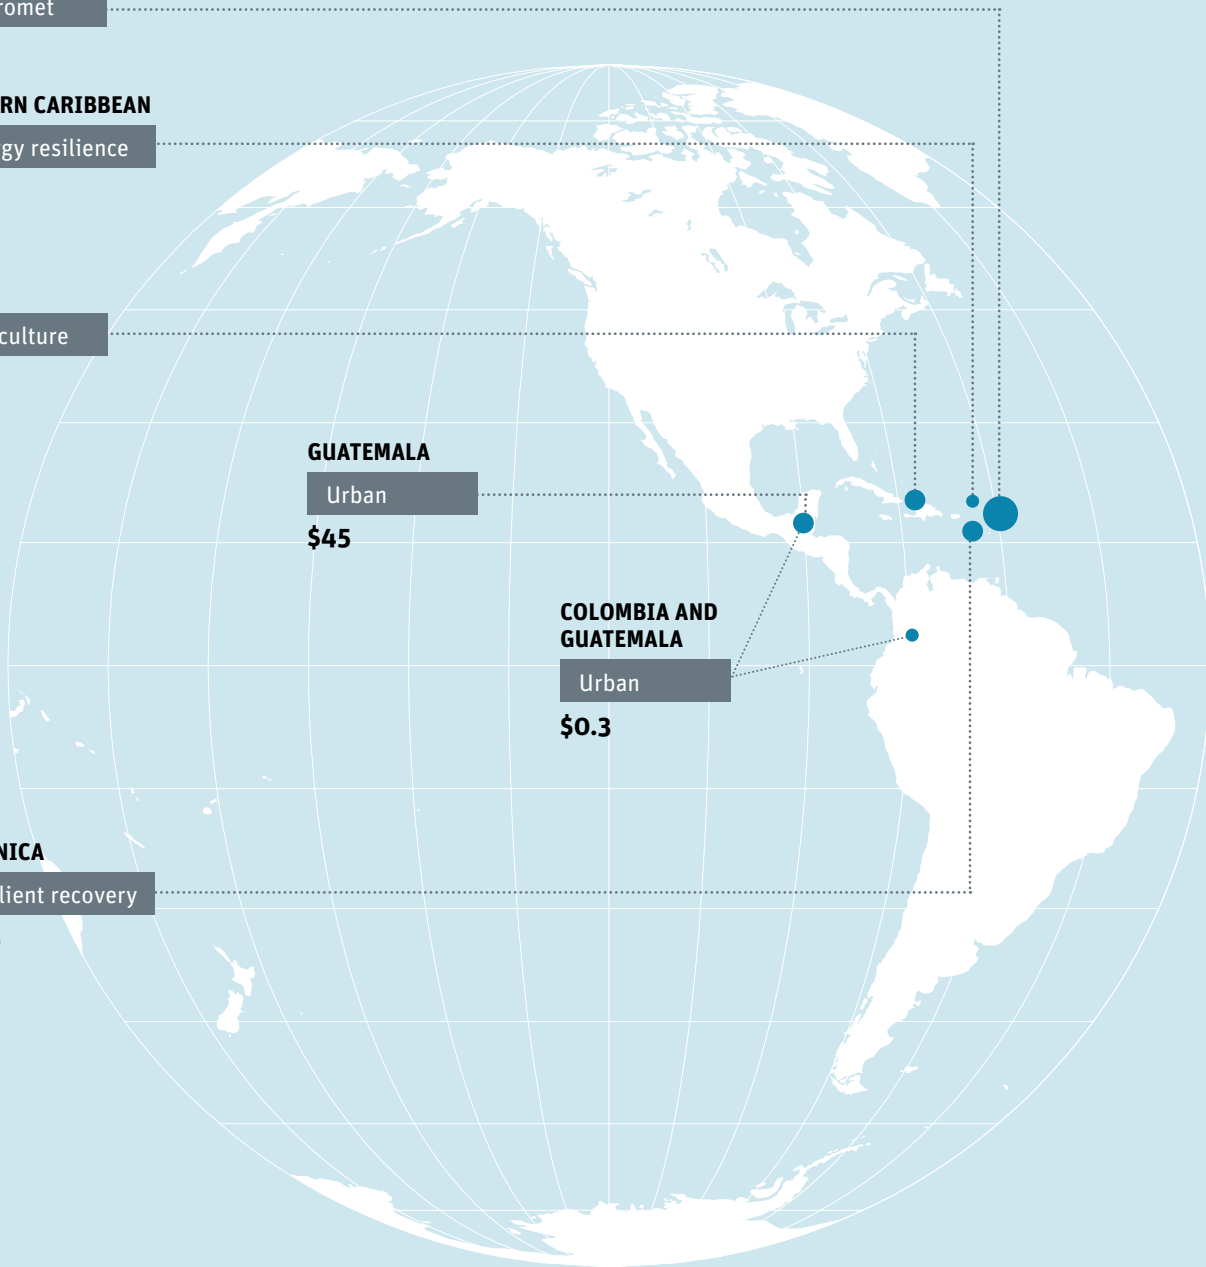 romet
RN CARIBBEAN
gy resilience
culture
GUATEMALA
Urban
$45
COLOMBIA AND
GUATEMALA
Urban
$0.3
NICA
lient recovery